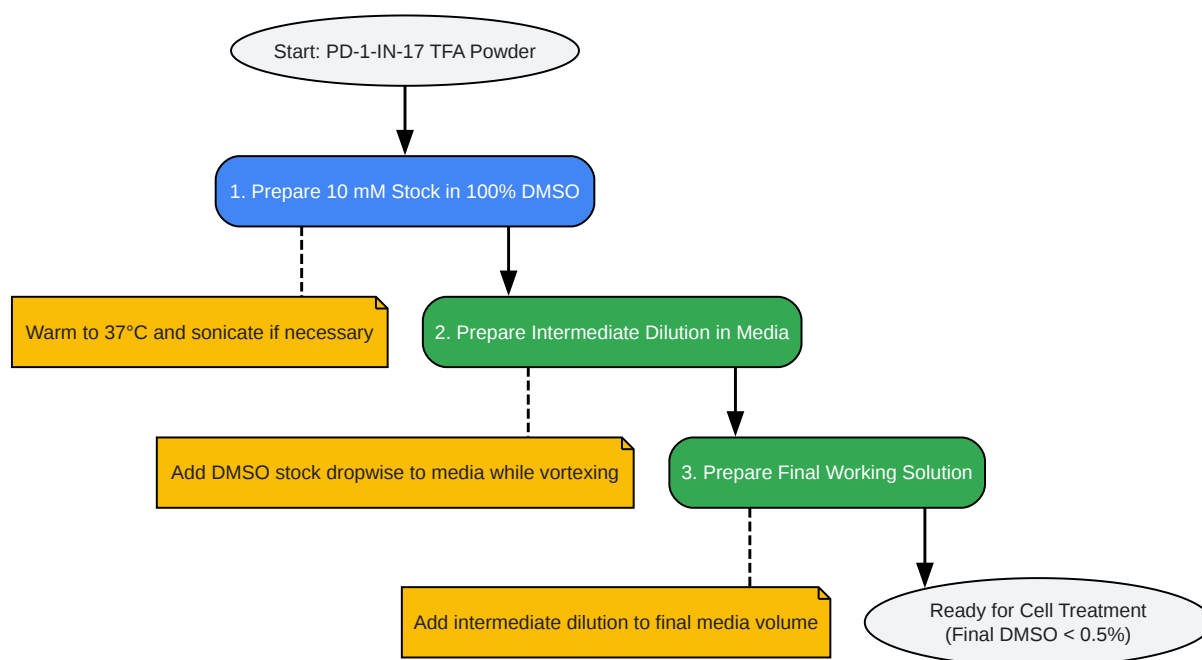 Start: PD-1-IN-17 TFA Powder
1. Prepare 10 mM Stock in 100% DMSO
Warm to 37°C and sonicate if necessary
2. Prepare Intermediate Dilution in Media
Add DMSO stock dropwise to media while vortexing
3. Prepare Final Working Solution
Add intermediate dilution to final media volume
Ready for Cell Treatment
(Final DMSO < 0.5%)